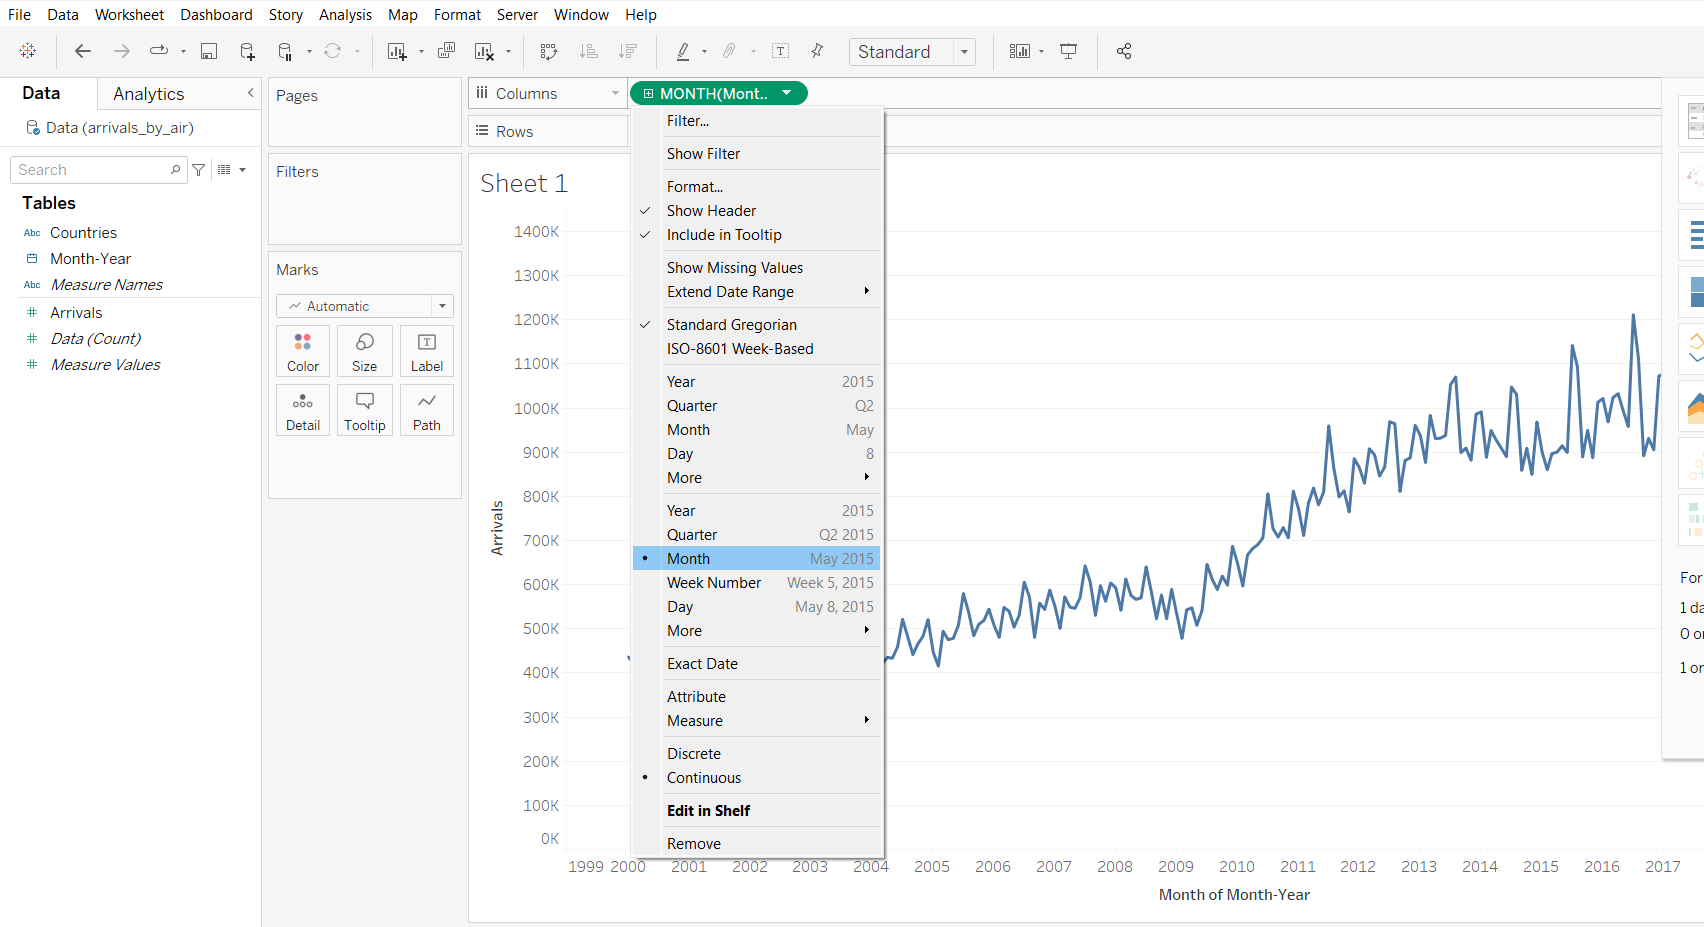 File Data Worksheet Dashboard Story Analysis Map Format Server Window Help
Standard
Data Analytics
Data (arrivals_by_air)
Search
Tables
Abc Countries
Month-Year
Abc Measure Names
Arrivals
Data (Count)
Measure Values
Pages
Filters
Marks
Automatic
Color Size Label
Detail Tooltip Path
Columns
MONTH(Mont..
Rows
Sheet 1
Filter...
Show Filter
Format...
Show Header
Include in Tooltip
Show Missing Values
Extend Date Range
Standard Gregorian
ISO-8601 Week-Based
Year 2015
Quarter Q2
Month May
Day 8
More
Year 2015
Quarter Q2 2015
Month May 2015
Week Number Week 5, 2015
Day May 8, 2015
More
Exact Date
Attribute
Measure
Discrete
Continuous
Edit in Shelf
Remove
Arrivals
1400K
1300K
1200K
1100K
1000K
900K
800K
700K
600K
500K
400K
300K
200K
100K
0K
1999 2000 2001 2002 2003 2004 2005 2006 2007 2008 2009 2010 2011 2012 2013 2014 2015 2016 2017
Month of Month-Year
For
1 da
0 or
1 or